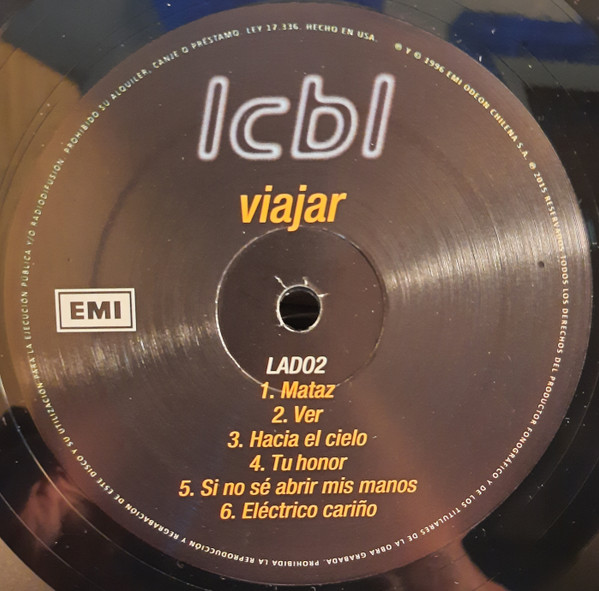 lcbl
viajar
EMI
LADO2
1. Mataz
2. Ver
3. Hacia el cielo
4. Tu honor
5. Si no sé abrir mis manos
6. Eléctrico cariño
℗ Y © 1996 EMI ODEON CHILENA S.A. ℗ 2015 RESERVADOS TODOS LOS DERECHOS DEL PRODUCTOR FONOGRÁFICO Y DE LOS TITULARES DE LA OBRA GRABADA. PROHIBIDA LA REPRODUCCIÓN Y REGRABACIÓN DE ESTE DISCO Y SU UTILIZACIÓN PARA LA EJECUCIÓN PÚBLICA Y/O RADIODIFUSIÓN. PROHIBIDO SU ALQUILER, CANJE O PRÉSTAMO. LEY 17.336. HECHO EN USA.